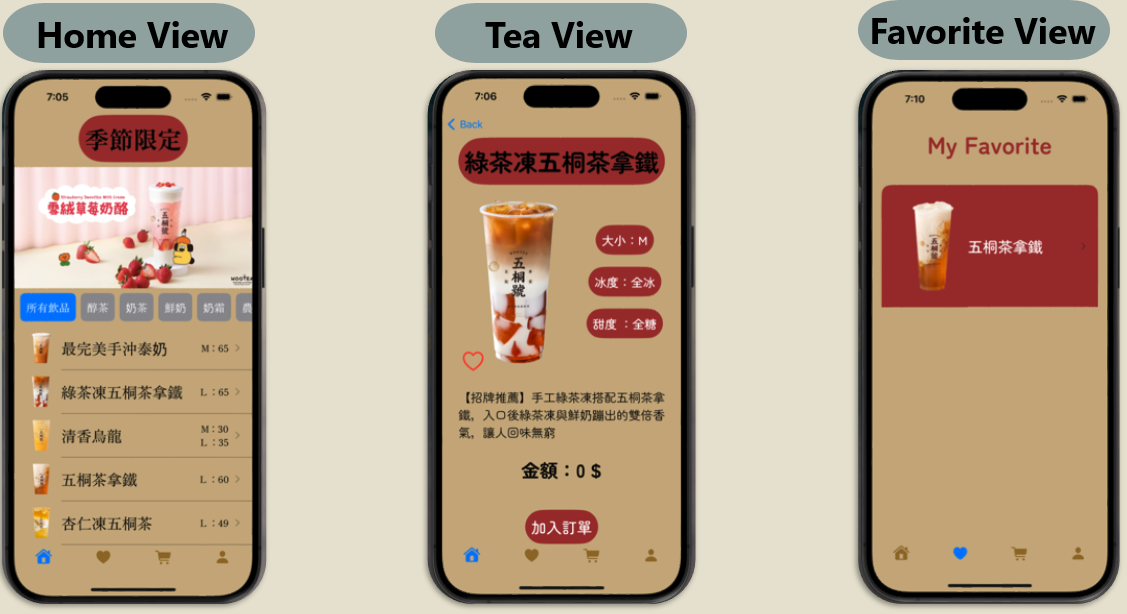 Home View
7:05
季節限定
Strawberry Smoothie With Cream
雪絨草莓奶酪
五桐號
WOOTEA
所有飲品
醇茶
奶茶
鮮奶
奶霜
農
最完美手沖泰奶
M:65
綠茶凍五桐茶拿鐵
L :65
清香烏龍
M:30
L :35
五桐茶拿鐵
L :60
杏仁凍五桐茶
L :49
Tea View
7:06
Back
綠茶凍五桐茶拿鐵
五桐號
大小:M
冰度:全冰
甜度 :全糖
【招牌推薦】手工綠茶凍搭配五桐茶拿
鐵,入口後綠茶凍與鮮奶蹦出的雙倍香
氣,讓人回味無窮
金額:0 $
加入訂單
Favorite View
7:10
My Favorite
五桐號
五桐茶拿鐵